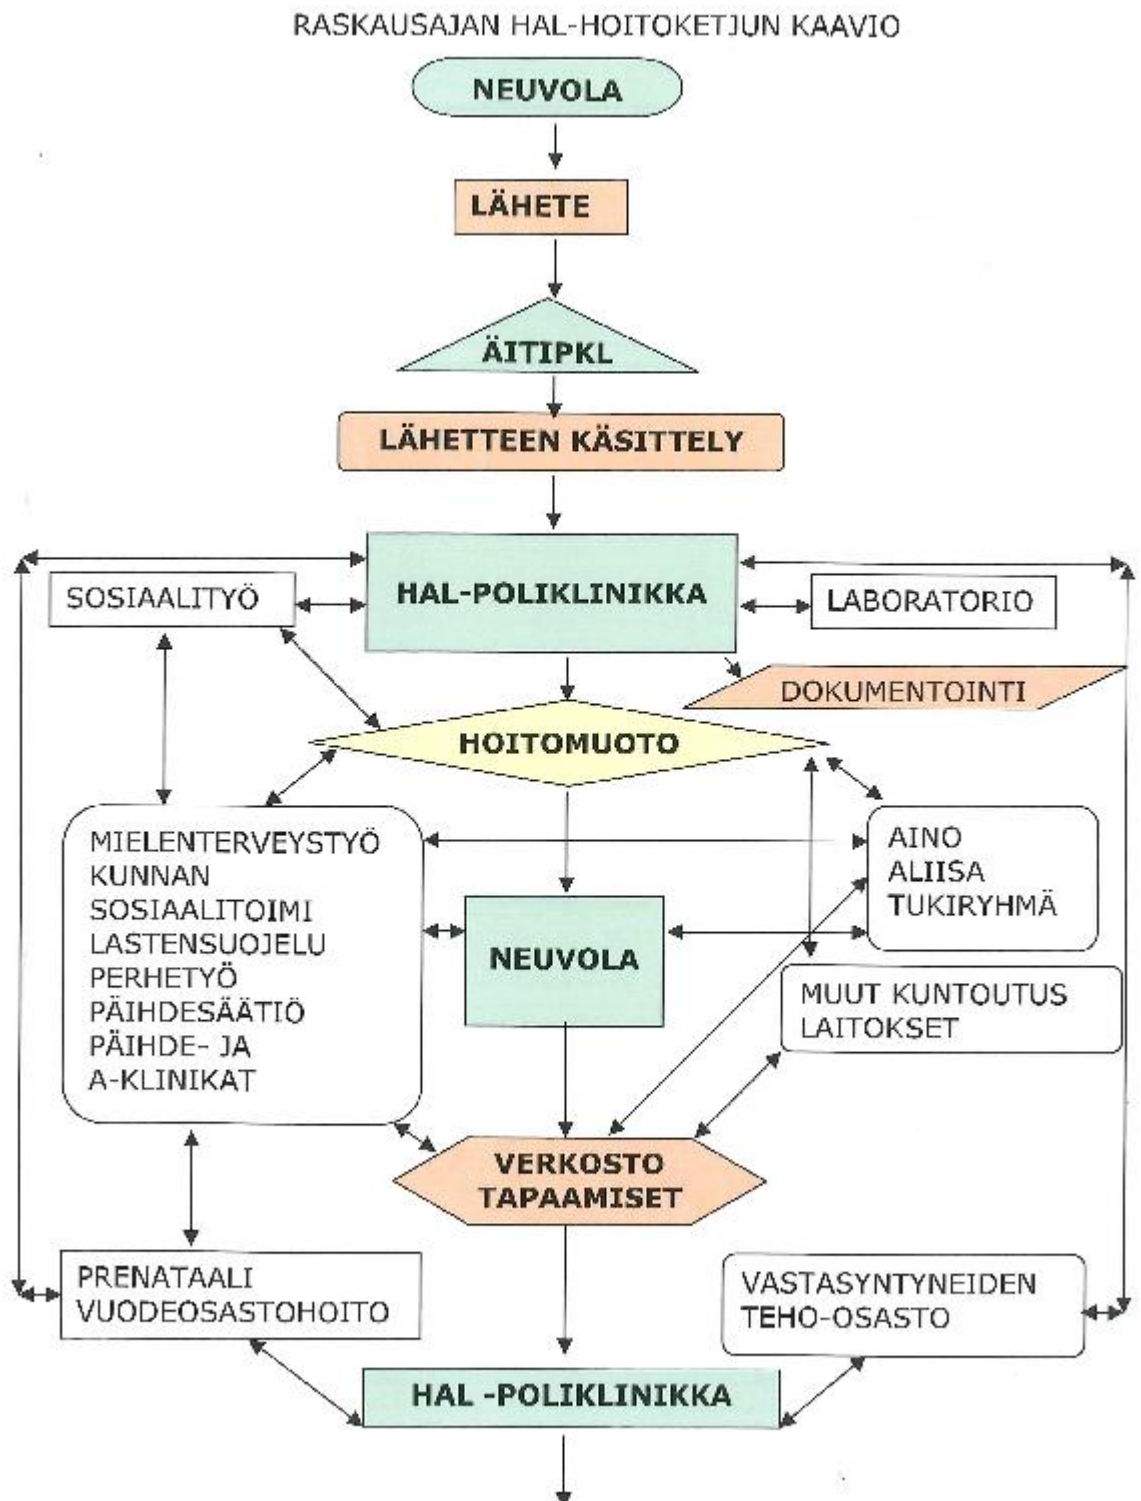 RASKAUSAJAN HAL-HOITOKETJUN KAAVIO
NEUVOLA
LÄHETE
ÄITIPKL
LÄHETTEEN KÄSITTELY
HAL-POLIKLINIKKA
SOSIAALITYÖ
LABORATORIO
DOKUMENTOINTI
HOITOMUOTO
MIELENTERVEYSTYÖ
KUNNAN
SOSIAALITOIMI
LASTENSUOJELU
PERHETYÖ
PÄIHDESÄÄTIÖ
PÄIHDE- JA
A-KLINIKAT
NEUVOLA
AINO
ALIISA
TUKIRYHMÄ
MUUT KUNTOUTUS
LAITOKSET
VERKOSTO
TAPAAMISET
PRENATAALI
VUODEOSASTOHOITO
VASTASYNTYNEIDEN
TEHO-OSASTO
HAL -POLIKLINIKKA